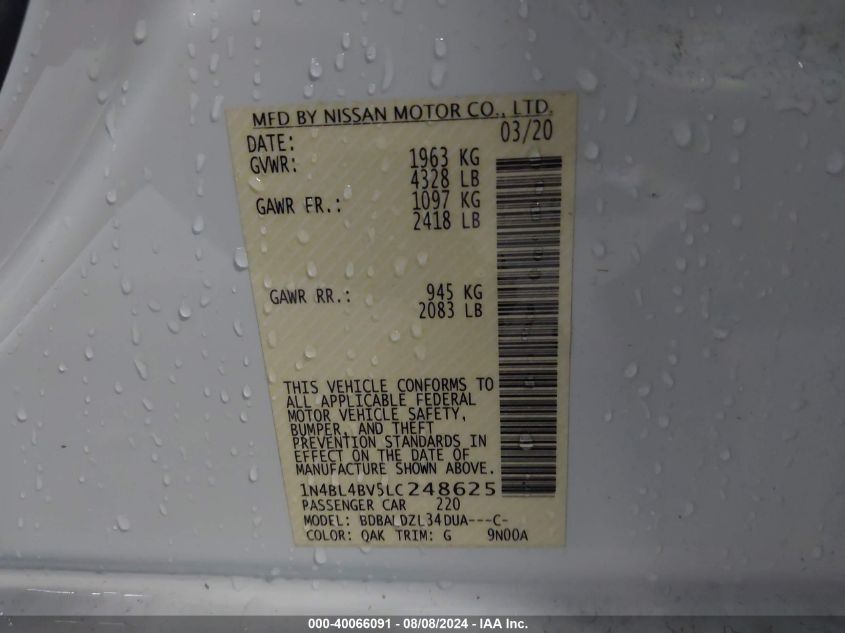 MFD BY NISSAN MOTOR CO., LTD.
DATE: 03/20
GVWR: 1963 KG
4328 LB
GAWR FR.: 1097 KG
2418 LB
GAWR RR.: 945 KG
2083 LB
THIS VEHICLE CONFORMS TO
ALL APPLICABLE FEDERAL
MOTOR VEHICLE SAFETY,
BUMPER, AND THEFT
PREVENTION STANDARDS IN
EFFECT ON THE DATE OF
MANUFACTURE SHOWN ABOVE.
1N4BL4BV5LC248625
PASSENGER CAR 220
MODEL: BDBALDZL34DUA---C-
COLOR: QAK TRIM: G 9N00A
000-40066091 - 08/08/2024 - IAA Inc.